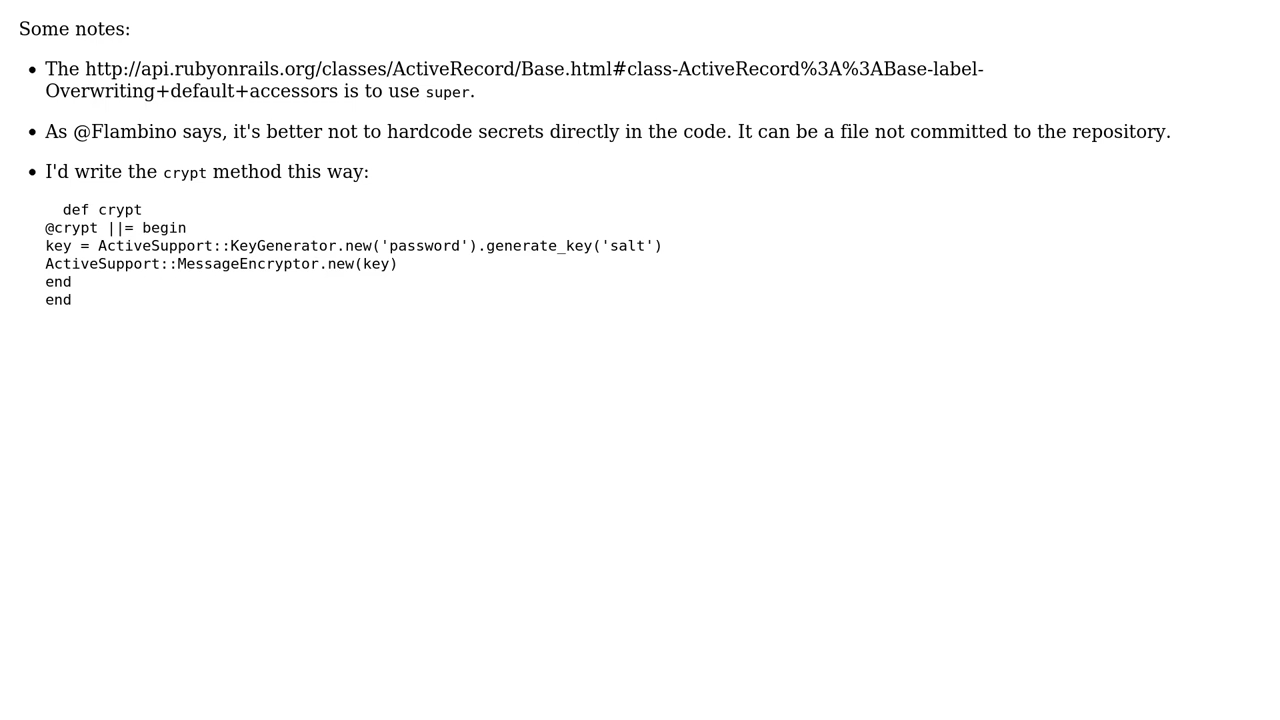 Some notes:
The http://api.rubyonrails.org/classes/ActiveRecord/Base.html#class-ActiveRecord%3A%3ABase-label-
Overwriting+default+accessors is to use super.
As @Flambino says, it's better not to hardcode secrets directly in the code. It can be a file not committed to the repository.
I'd write the crypt method this way:
def crypt
@crypt ||= begin
key = ActiveSupport::KeyGenerator.new('password').generate_key('salt')
ActiveSupport::MessageEncryptor.new(key)
end
end